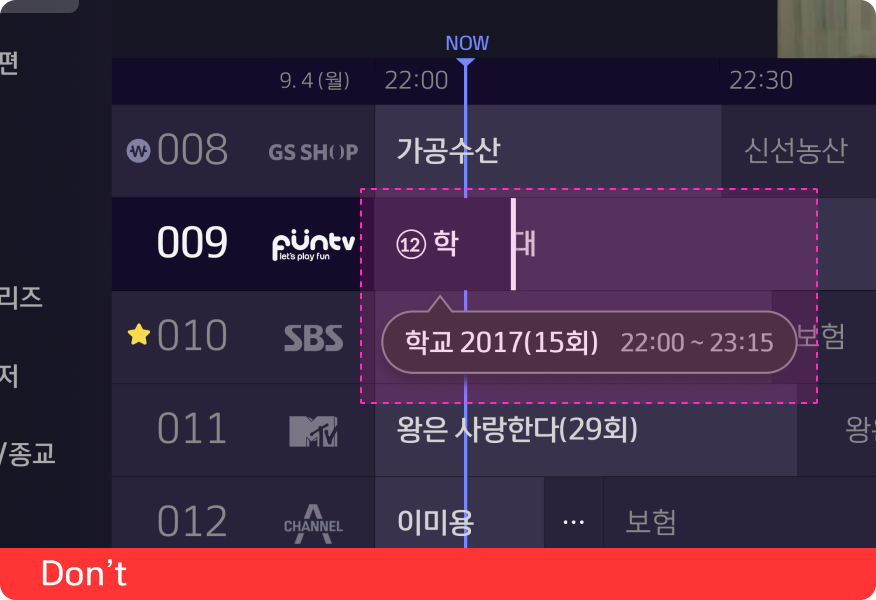 편
NOW
9. 4 (월) 22:00 22:30
008 GS SHOP 가공수산 신선농산
009 püntv let's play fun ⑫ 학 대
리즈
010 SBS 보험
학교 2017(15회) 22:00 ~ 23:15
저
011 MTV 왕은 사랑한다(29회)
/종교
012 CHANNEL A 이미용 ... 보험
Don't